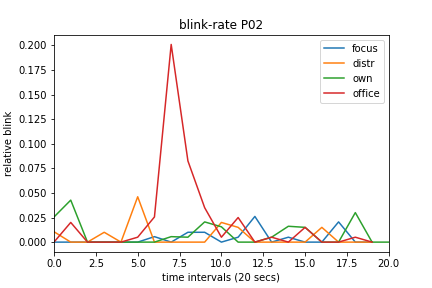 blink-rate P02
0.200
0.175
0.150
0.125
0.100
0.075
0.050
0.025
0.000
relative blink
focus
distr
own
office
0.0 2.5 5.0 7.5 10.0 12.5 15.0 17.5 20.0
time intervals (20 secs)